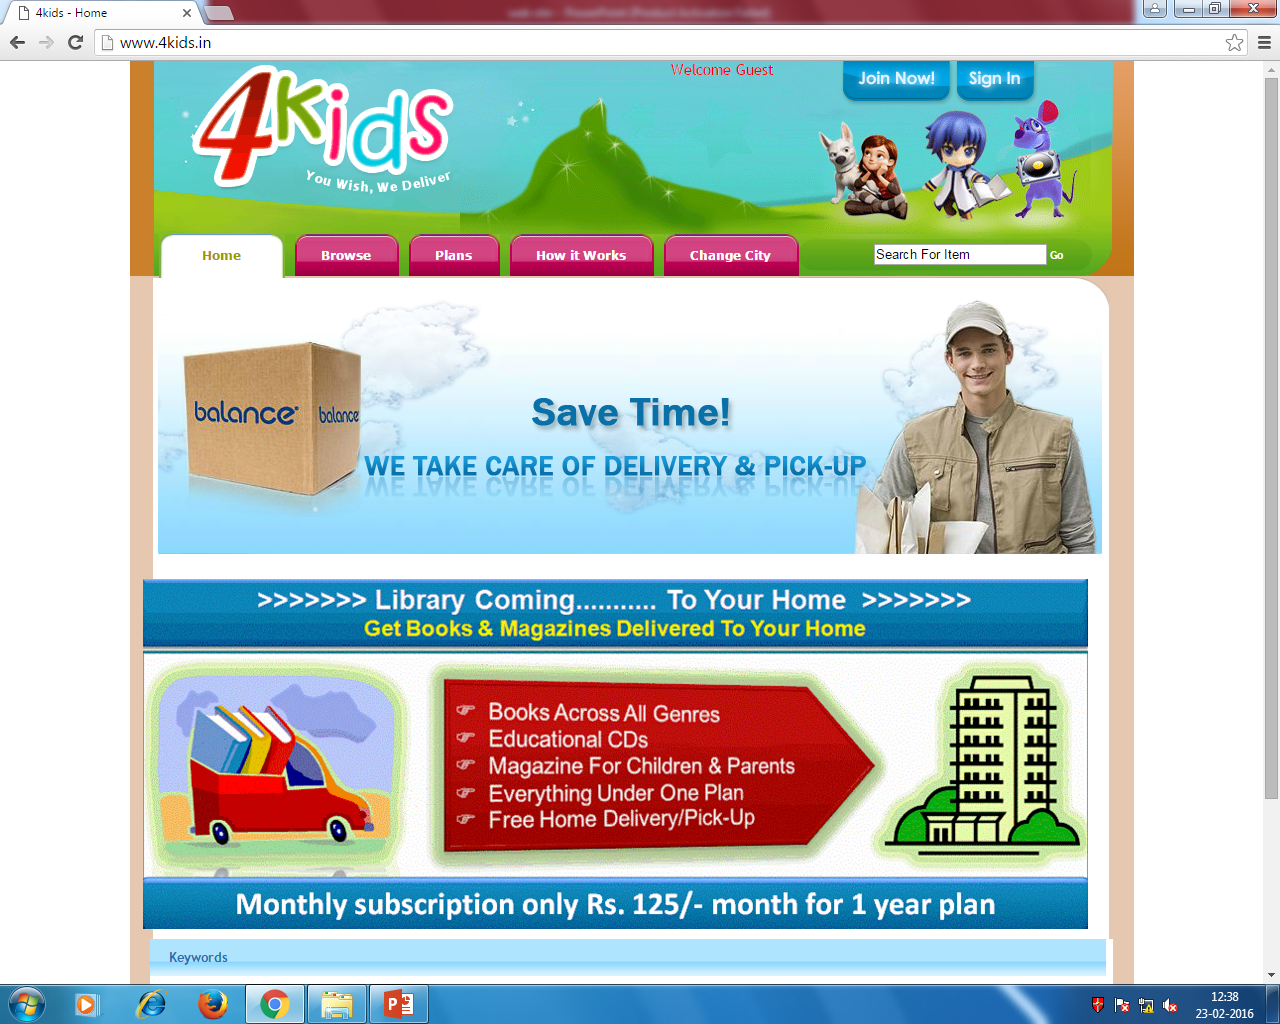 4kids - Home
www.4kids.in
Welcome Guest
Join Now!
Sign In
4kids
You Wish, We Deliver
Home
Browse
Plans
How it Works
Change City
Search For Item
Go
balance
balance
Save Time!
WE TAKE CARE OF DELIVERY & PICK-UP
>>>>>>> Library Coming........... To Your Home >>>>>>>
Get Books & Magazines Delivered To Your Home
Books Across All Genres
Educational CDs
Magazine For Children & Parents
Everything Under One Plan
Free Home Delivery/Pick-Up
Monthly subscription only Rs. 125/- month for 1 year plan
Keywords
12:38
23-02-2016